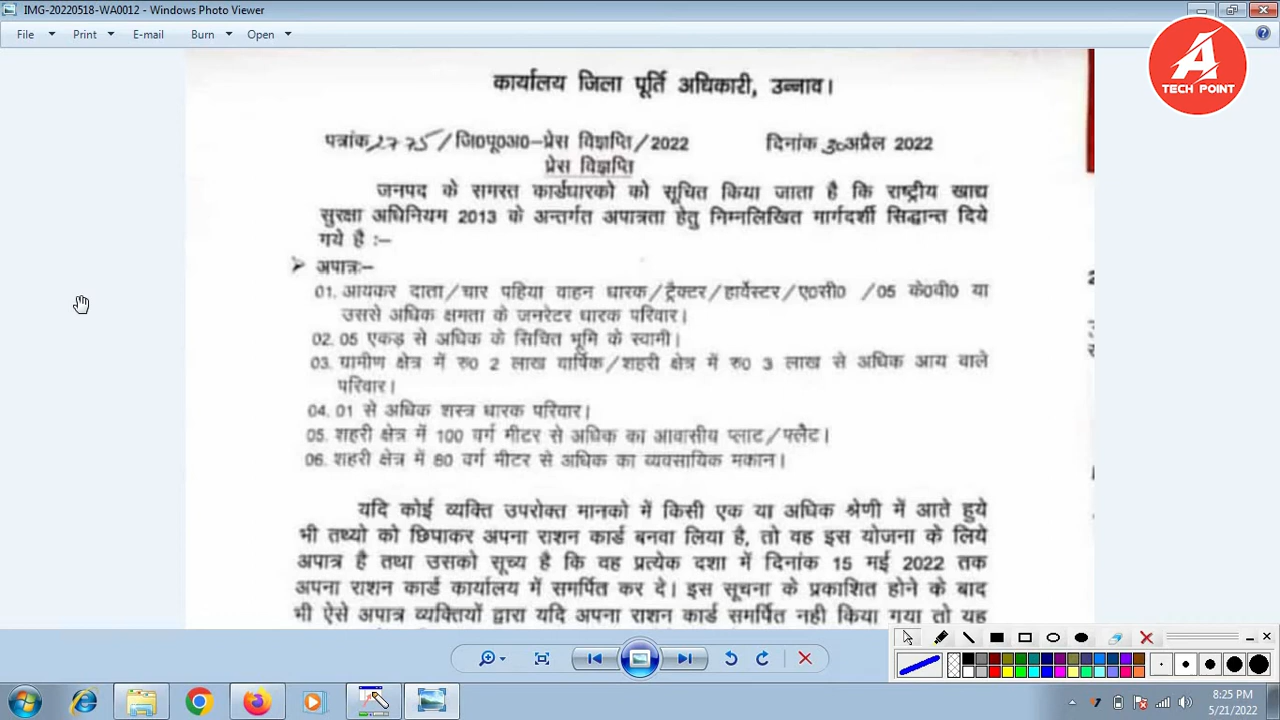 IMG-20220518-WA0012 - Windows Photo Viewer
File Print E-mail Burn Open
A
TECH POINT
कार्यालय जिला पूर्ति अधिकारी, उन्नाव।
पत्रांक 2775/जि0पू0अ0-प्रेस विज्ञप्ति/2022 दिनांक 30 अप्रैल 2022
प्रेस विज्ञप्ति
जनपद के समस्त कार्डधारको को सूचित किया जाता है कि राष्ट्रीय खाद्य
सुरक्षा अधिनियम 2013 के अन्तर्गत अपात्रता हेतु निम्नलिखित मार्गदर्शी सिद्धान्त दिये
गये है :-
➤ अपात्रः-
01. आयकर दाता/चार पहिया वाहन धारक/ट्रैक्टर/हार्वेस्टर/ए0सी0 /05 के0वी0 या
उससे अधिक क्षमता के जनरेटर धारक परिवार।
02. 05 एकड़ से अधिक के सिंचित भूमि के स्वामी।
03. ग्रामीण क्षेत्र में रु0 2 लाख वार्षिक/शहरी क्षेत्र में रु0 3 लाख से अधिक आय वाले
परिवार।
04. 01 से अधिक शस्त्र धारक परिवार।
05. शहरी क्षेत्र में 100 वर्ग मीटर से अधिक का आवासीय प्लाट/फ्लैट।
06. शहरी क्षेत्र में 80 वर्ग मीटर से अधिक का व्यवसायिक मकान।
यदि कोई व्यक्ति उपरोक्त मानको में किसी एक या अधिक श्रेणी में आते हुये
भी तथ्यो को छिपाकर अपना राशन कार्ड बनवा लिया है, तो वह इस योजना के लिये
अपात्र है तथा उसको सूच्य है कि वह प्रत्येक दशा में दिनांक 15 मई 2022 तक
अपना राशन कार्ड कार्यालय में समर्पित कर दे। इस सूचना के प्रकाशित होने के बाद
भी ऐसे अपात्र व्यक्तियों द्वारा यदि अपना राशन कार्ड समर्पित नही किया गया तो यह
8:25 PM
5/21/2022